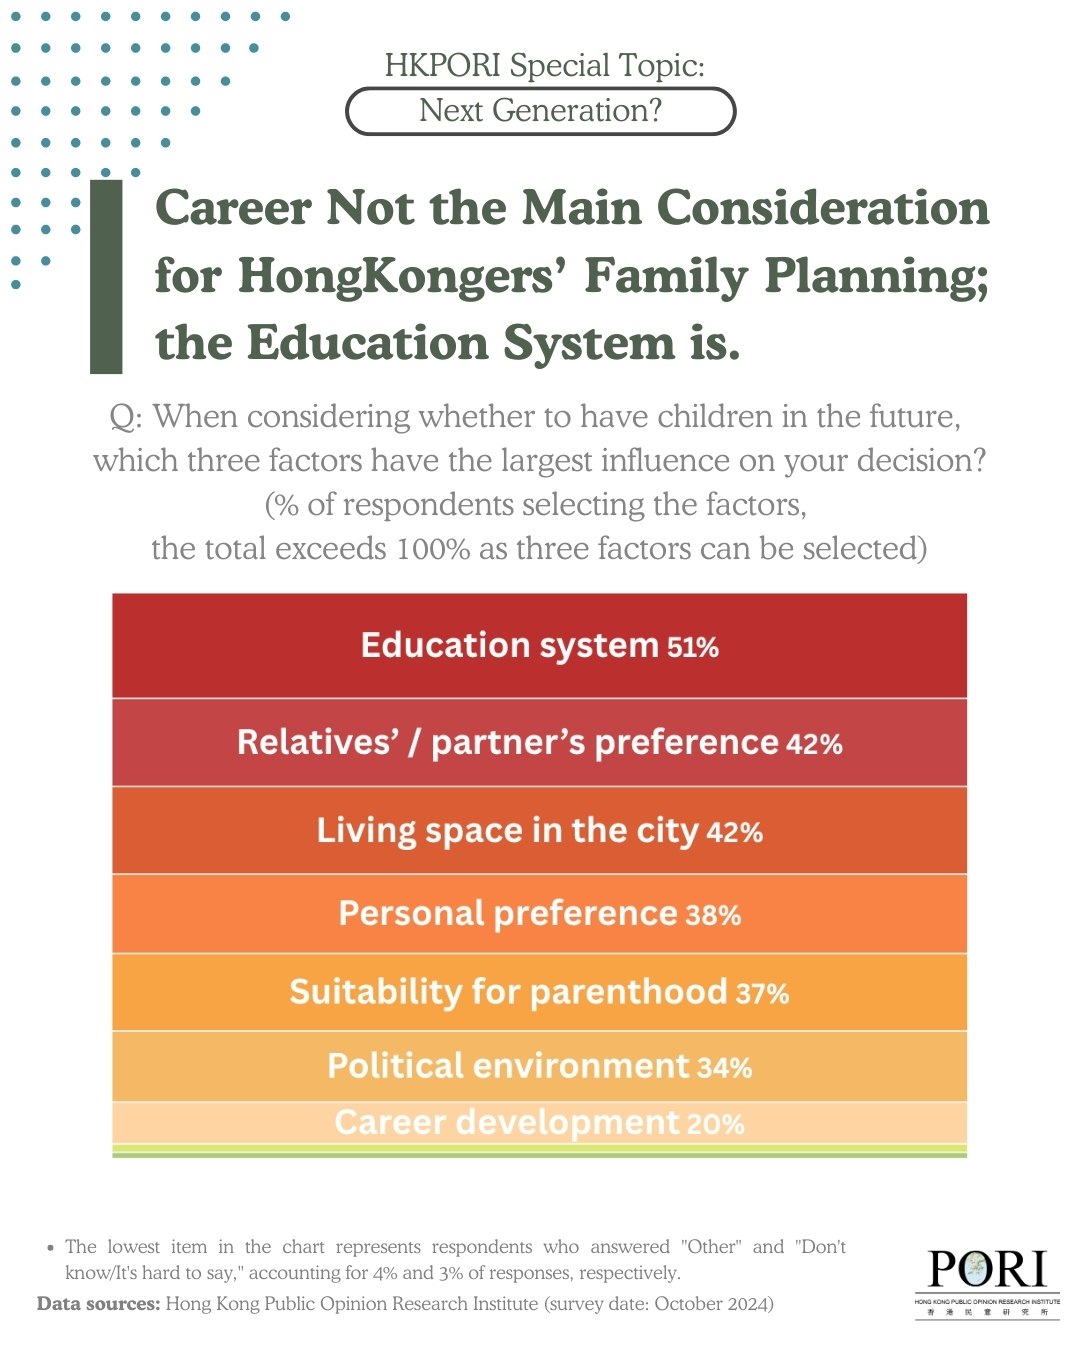 HKPORI Special Topic:
Next Generation?
Career Not the Main Consideration
for HongKongers’ Family Planning;
the Education System is.
Q: When considering whether to have children in the future,
which three factors have the largest influence on your decision?
(% of respondents selecting the factors,
the total exceeds 100% as three factors can be selected)
Education system 51%
Relatives’ / partner’s preference 42%
Living space in the city 42%
Personal preference 38%
Suitability for parenthood 37%
Political environment 34%
Career development 20%
• The lowest item in the chart represents respondents who answered "Other" and "Don't
know/It's hard to say," accounting for 4% and 3% of responses, respectively.
Data sources: Hong Kong Public Opinion Research Institute (survey date: October 2024)
PORI
HONG KONG PUBLIC OPINION RESEARCH INSTITUTE
香港民意研究所